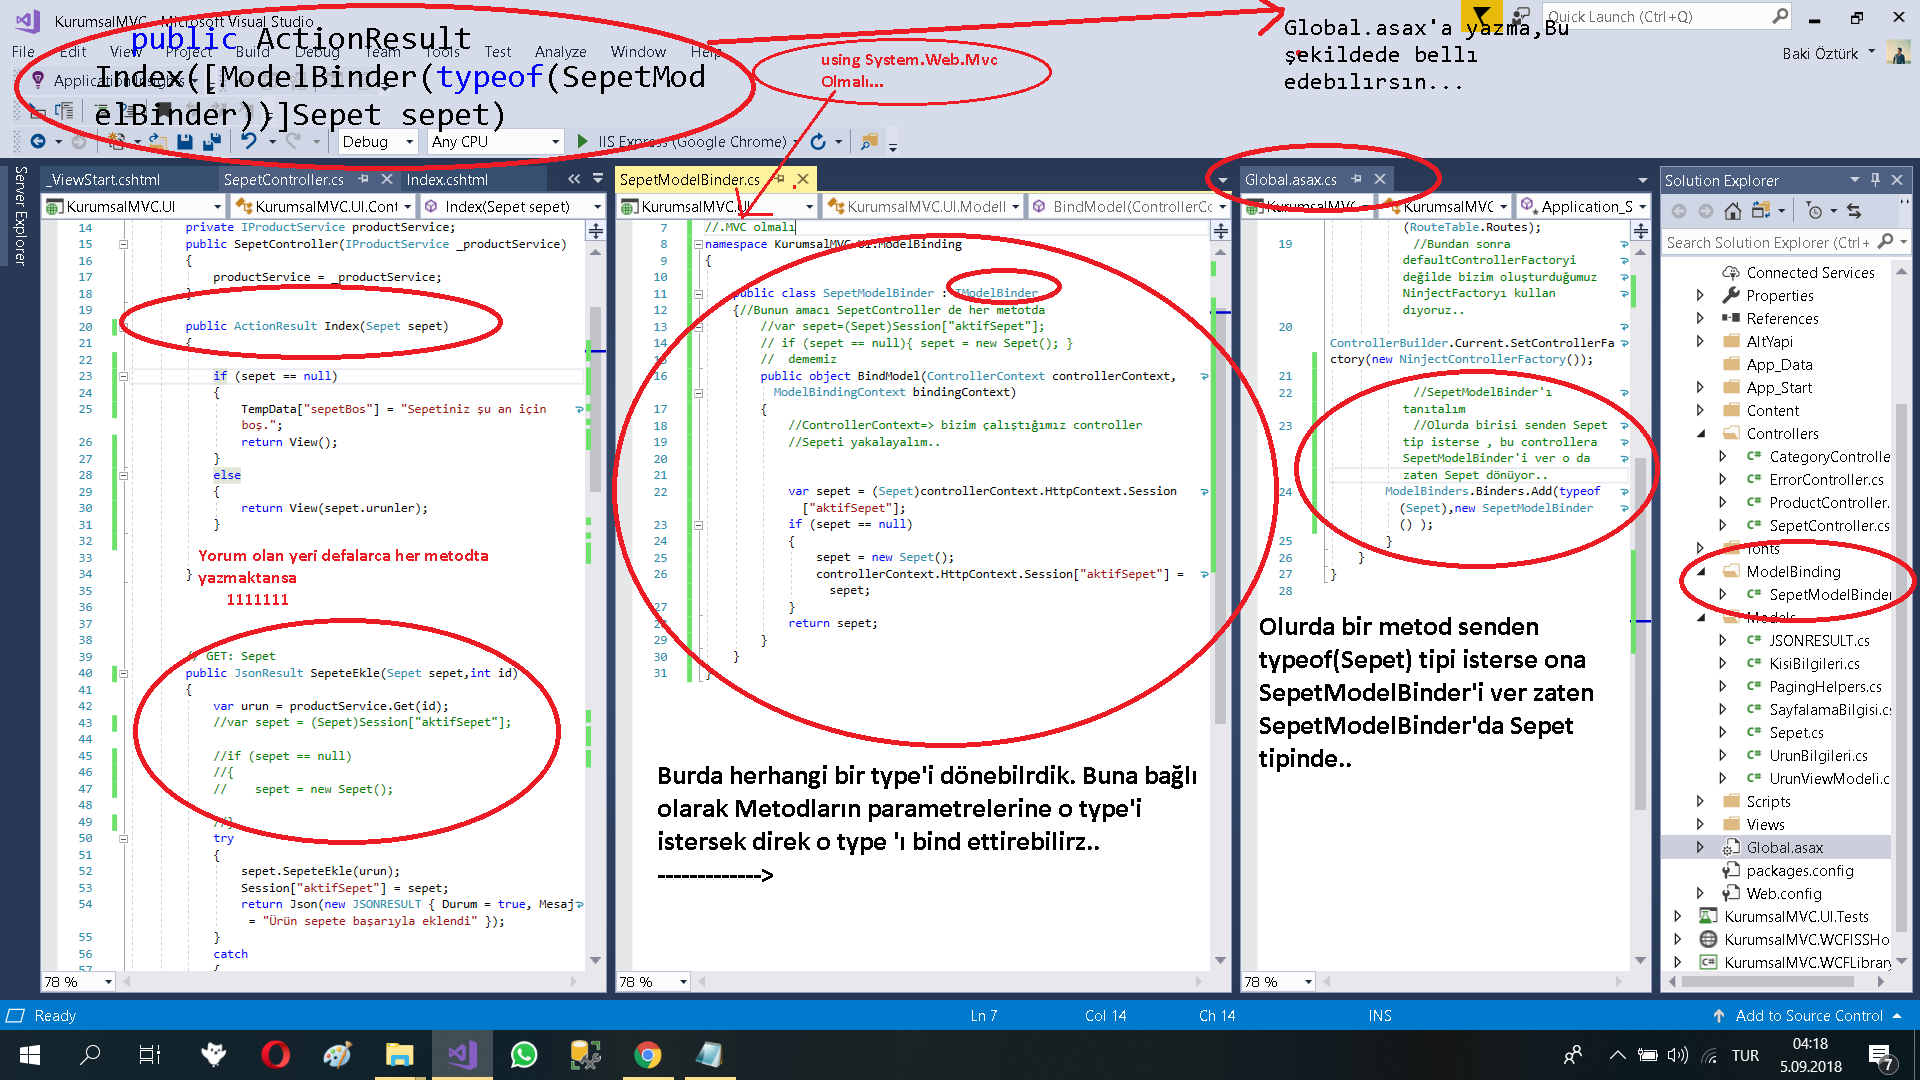 KurumsalMVC - Microsoft Visual Studio
Quick Launch (Ctrl+Q)
File Edit View Project Build Debug Team Tools Test Analyze Window Help
Baki Öztürk
Application Insights
public ActionResult
Index([ModelBinder(typeof(SepetMod
elBinder))]Sepet sepet)
using System.Web.Mvc
Olmalı...
Global.asax'a yazma,Bu
şekildede bellı
edebılırsın...
Debug Any CPU IIS Express (Google Chrome)
Server Explorer
_ViewStart.cshtml SepetController.cs Index.cshtml
KurumsalMVC.UI KurumsalMVC.UI.Cont Index(Sepet sepet)
14 private IProductService productService;
15 public SepetController(IProductService _productService)
16 {
17 productService = _productService;
18 }
19
20 public ActionResult Index(Sepet sepet)
21 {
22
23 if (sepet == null)
24 {
25 TempData["sepetBos"] = "Sepetiniz şu an için
boş.";
26 return View();
27 }
28 else
29 {
30 return View(sepet.urunler);
31 }
32
33
34 }
35
36
37
38
39 // GET: Sepet
40 public JsonResult SepeteEkle(Sepet sepet,int id)
41 {
42 var urun = productService.Get(id);
43 //var sepet = (Sepet)Session["aktifSepet"];
44
45 //if (sepet == null)
46 //{
47 // sepet = new Sepet();
48
49 //}
50 try
51 {
52 sepet.SepeteEkle(urun);
53 Session["aktifSepet"] = sepet;
54 return Json(new JSONRESULT { Durum = true, Mesaj
= "Ürün sepete başarıyla eklendi" });
55 }
56 catch
57 {
Yorum olan yeri defalarca her metodta
yazmaktansa
1111111
78 %
SepetModelBinder.cs
KurumsalMVC.UI KurumsalMVC.UI.Modell BindModel(ControllerCo
7 //.MVC olmalı
8 namespace KurumsalMVC.UI.ModelBinding
9 {
10
11 public class SepetModelBinder : IModelBinder
12 {//Bunun amacı SepetController de her metotda
13 //var sepet=(Sepet)Session["aktifSepet"];
14 // if (sepet == null){ sepet = new Sepet(); }
15 // dememiz
16 public object BindModel(ControllerContext controllerContext,
ModelBindingContext bindingContext)
17 {
18 //ControllerContext=> bizim çalıştığımız controller
19 //Sepeti yakalayalım..
20
21
22 var sepet = (Sepet)controllerContext.HttpContext.Session
["aktifSepet"];
23 if (sepet == null)
24 {
25 sepet = new Sepet();
26 controllerContext.HttpContext.Session["aktifSepet"] =
sepet;
27 }
28 return sepet;
29 }
30 }
31 }
Burda herhangi bir type'i dönebilrdik. Buna bağlı
olarak Metodların parametrelerine o type'i
istersek direk o type 'ı bind ettirebilirz..
------------->
78 %
Global.asax.cs
KurumsalMVC KurumsalMVC Application_S
(RouteTable.Routes);
19 //Bundan sonra
defaultControllerFactoryi
değilde bizim oluşturduğumuz
NinjectFactoryı kullan
dıyoruz..
20
ControllerBuilder.Current.SetControllerFa
ctory(new NinjectControllerFactory());
21
22 //SepetModelBinder'ı
tanıtalım
23 //Olurda birisi senden Sepet
tip isterse , bu controllera
SepetModelBinder'i ver o da
zaten Sepet dönüyor..
24 ModelBinders.Binders.Add(typeof
(Sepet),new SepetModelBinder
() );
25 }
26 }
27 }
28
Olurda bir metod senden
typeof(Sepet) tipi isterse ona
SepetModelBinder'i ver zaten
SepetModelBinder'da Sepet
tipinde..
78 %
Solution Explorer
Search Solution Explorer (Ctrl+
Connected Services
Properties
References
AltYapi
App_Data
App_Start
Content
Controllers
C# CategoryControlle
C# ErrorController.cs
C# ProductController.
C# SepetController.cs
fonts
ModelBinding
C# SepetModelBinder
Models
C# JSONRESULT.cs
C# KisiBilgileri.cs
C# PagingHelpers.cs
C# SayfalamaBilgisi.cs
C# Sepet.cs
C# UrunBilgileri.cs
C# UrunViewModeli.c
Scripts
Views
Global.asax
packages.config
Web.config
KurumsalMVC.UI.Tests
KurumsalMVC.WCFISSHo
KurumsalMVC.WCFLibrary
Ready Ln 7 Col 14 Ch 14 INS Add to Source Control
TUR
04:18
5.09.2018
7